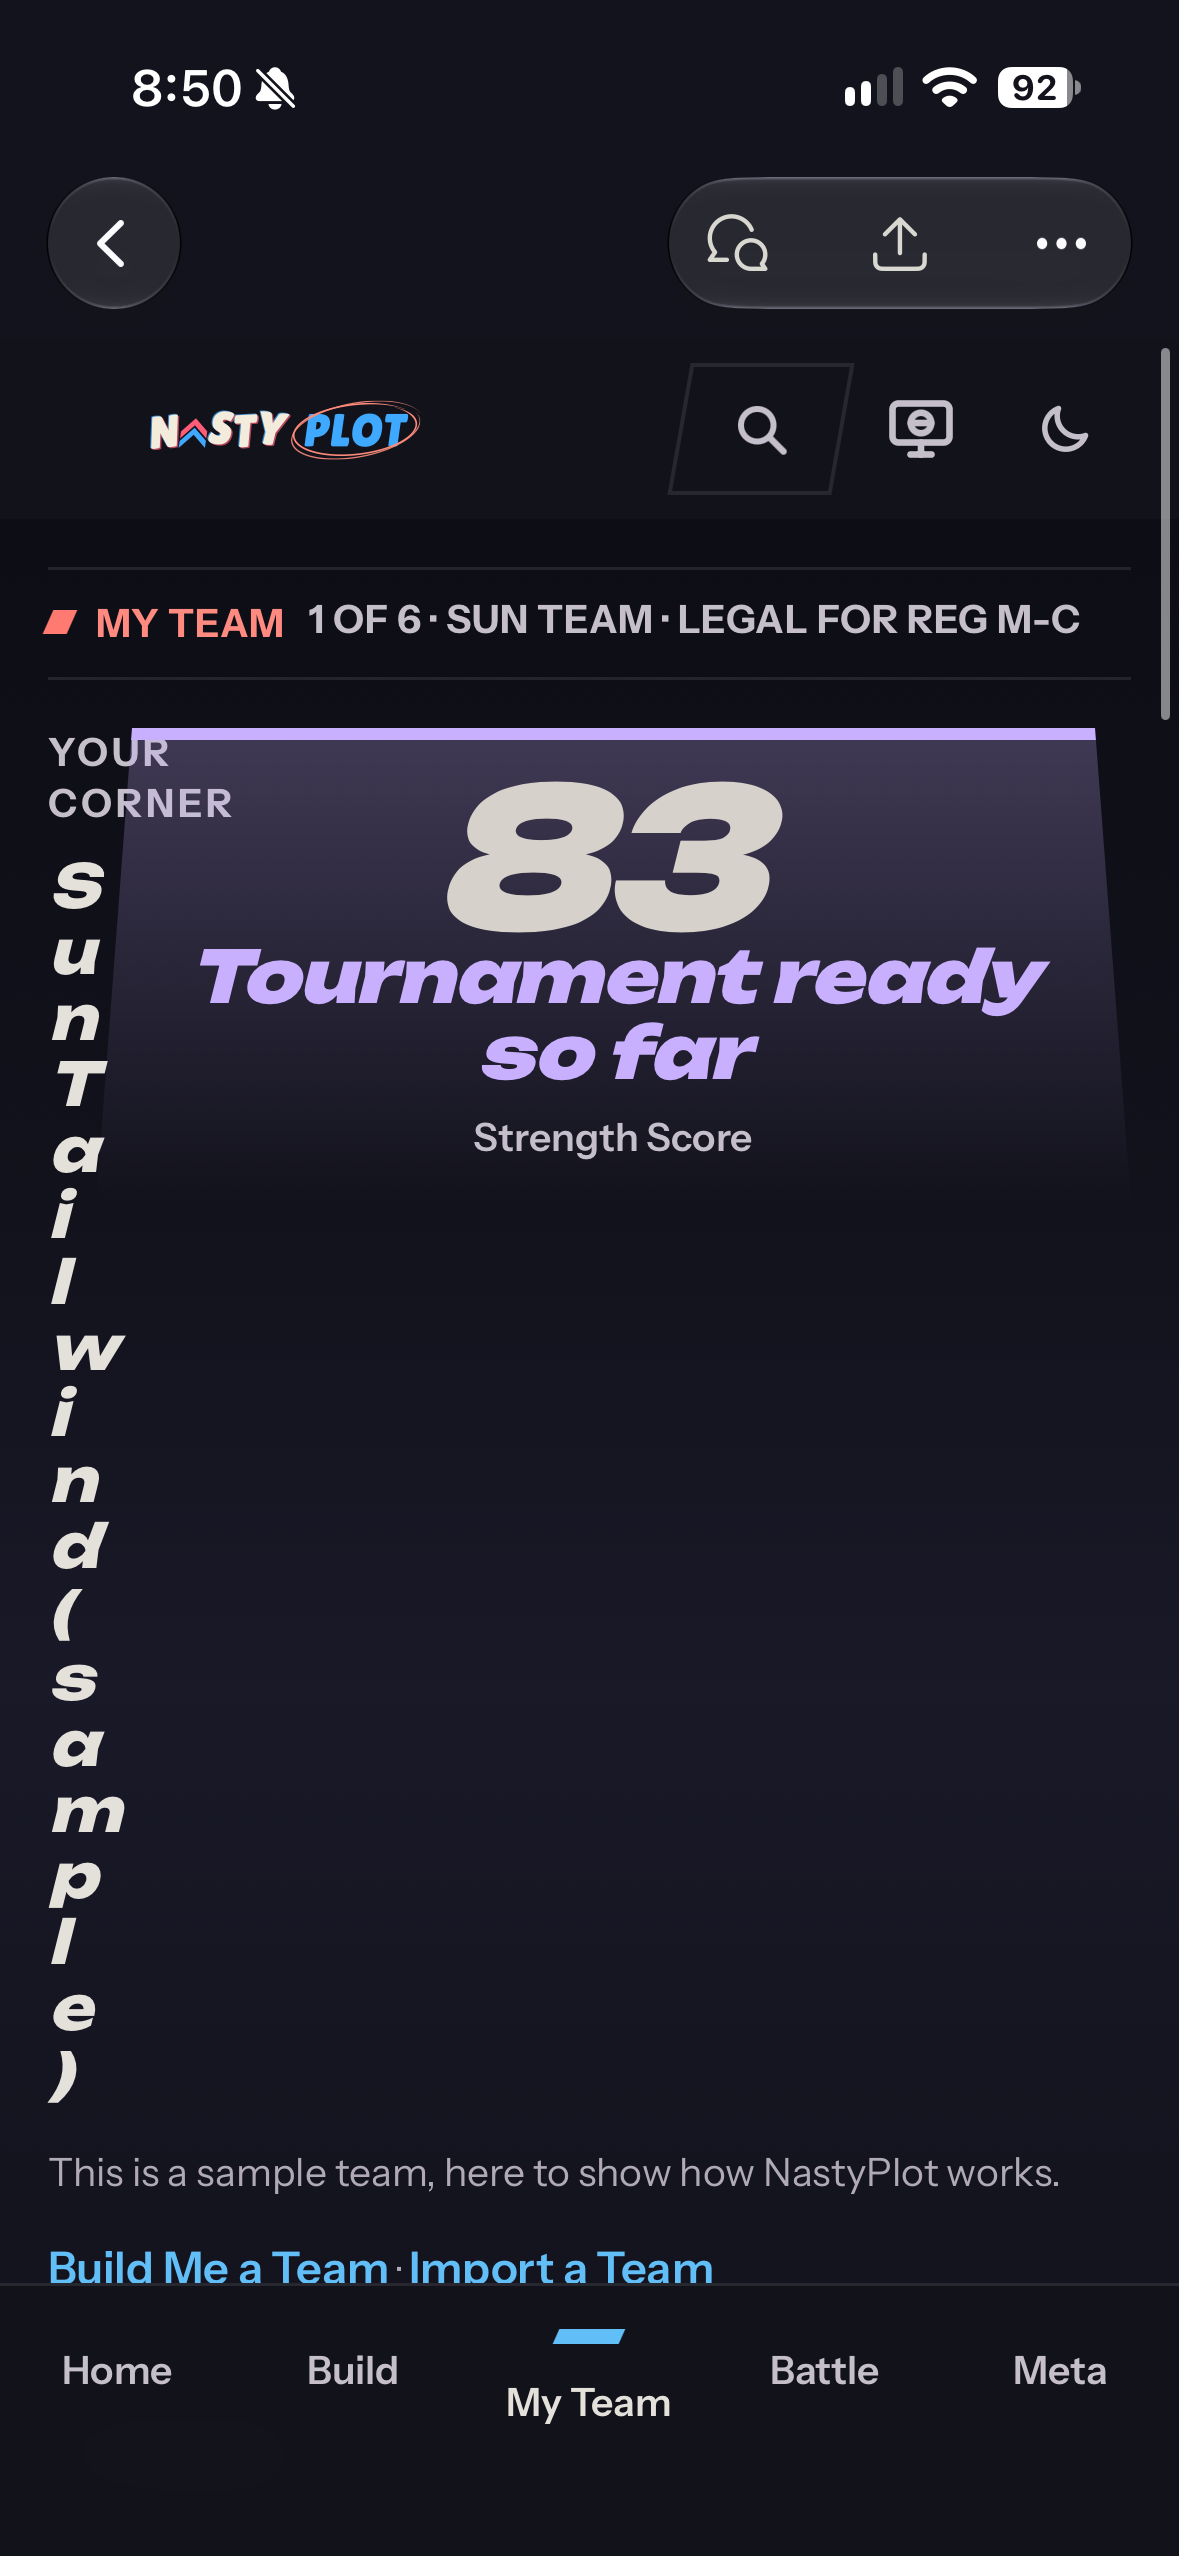 8:50
92
NASTY PLOT
MY TEAM 1 OF 6 · SUN TEAM · LEGAL FOR REG M-C
YOUR
CORNER
83
Tournament ready
so far
Strength Score
s
u
n
T
a
i
l
w
i
n
d
(
s
a
m
p
l
e
)
This is a sample team, here to show how NastyPlot works.
Build Me a Team · Import a Team
Home
Build
My Team
Battle
Meta